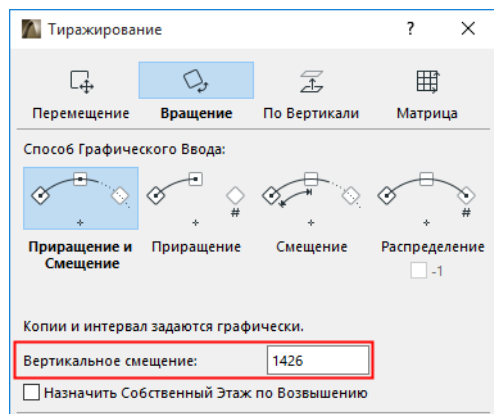 Тиражирование ?
Перемещение Вращение По Вертикали Матрица
Способ Графического Ввода:
# #
Приращение и Приращение Смещение Распределение
Смещение -1
Копии и интервал задаются графически.
Вертикальное смещение: 1426
Назначить Собственный Этаж по Возвышению